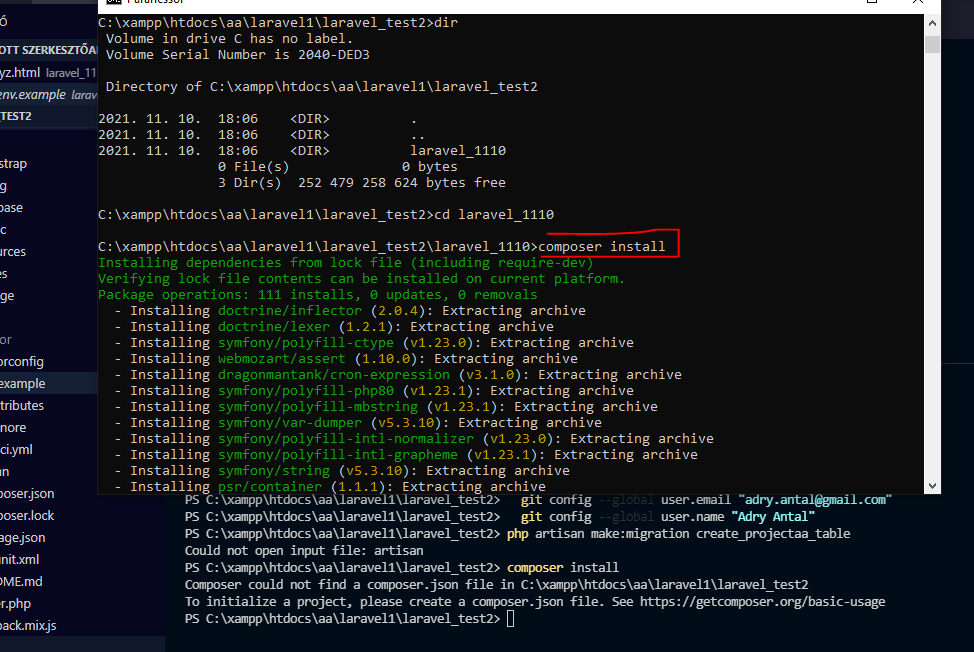 Parancssor
C:\xampp\htdocs\aa\laravel1\laravel_test2>dir
Volume in drive C has no label.
Volume Serial Number is 2040-DED3
Directory of C:\xampp\htdocs\aa\laravel1\laravel_test2
2021. 11. 10. 18:06 <DIR> .
2021. 11. 10. 18:06 <DIR> ..
2021. 11. 10. 18:06 <DIR> laravel_1110
0 File(s) 0 bytes
3 Dir(s) 252 479 258 624 bytes free
C:\xampp\htdocs\aa\laravel1\laravel_test2>cd laravel_1110
C:\xampp\htdocs\aa\laravel1\laravel_test2\laravel_1110>composer install
Installing dependencies from lock file (including require-dev)
Verifying lock file contents can be installed on current platform.
Package operations: 111 installs, 0 updates, 0 removals
- Installing doctrine/inflector (2.0.4): Extracting archive
- Installing doctrine/lexer (1.2.1): Extracting archive
- Installing symfony/polyfill-ctype (v1.23.0): Extracting archive
- Installing webmozart/assert (1.10.0): Extracting archive
- Installing dragonmantank/cron-expression (v3.1.0): Extracting archive
- Installing symfony/polyfill-php80 (v1.23.1): Extracting archive
- Installing symfony/polyfill-mbstring (v1.23.1): Extracting archive
- Installing symfony/var-dumper (v5.3.10): Extracting archive
- Installing symfony/polyfill-intl-normalizer (v1.23.0): Extracting archive
- Installing symfony/polyfill-intl-grapheme (v1.23.1): Extracting archive
- Installing symfony/string (v5.3.10): Extracting archive
- Installing psr/container (1.1.1): Extracting archive
PS C:\xampp\htdocs\aa\laravel1\laravel_test2> git config --global user.email "adry.antal@gmail.com"
PS C:\xampp\htdocs\aa\laravel1\laravel_test2> git config --global user.name "Adry Antal"
PS C:\xampp\htdocs\aa\laravel1\laravel_test2> php artisan make:migration create_projectaa_table
Could not open input file: artisan
PS C:\xampp\htdocs\aa\laravel1\laravel_test2> composer install
Composer could not find a composer.json file in C:\xampp\htdocs\aa\laravel1\laravel_test2
To initialize a project, please create a composer.json file. See https://getcomposer.org/basic-usage
PS C:\xampp\htdocs\aa\laravel1\laravel_test2>
Ó
OTT SZERKESZTŐA
yz.html laravel_11
env.example larav
_TEST2
strap
g
base
c
urces
es
ge
or
orconfig
example
tributes
nore
ci.yml
n
poser.json
poser.lock
age.json
unit.xml
OME.md
er.php
pack.mix.js